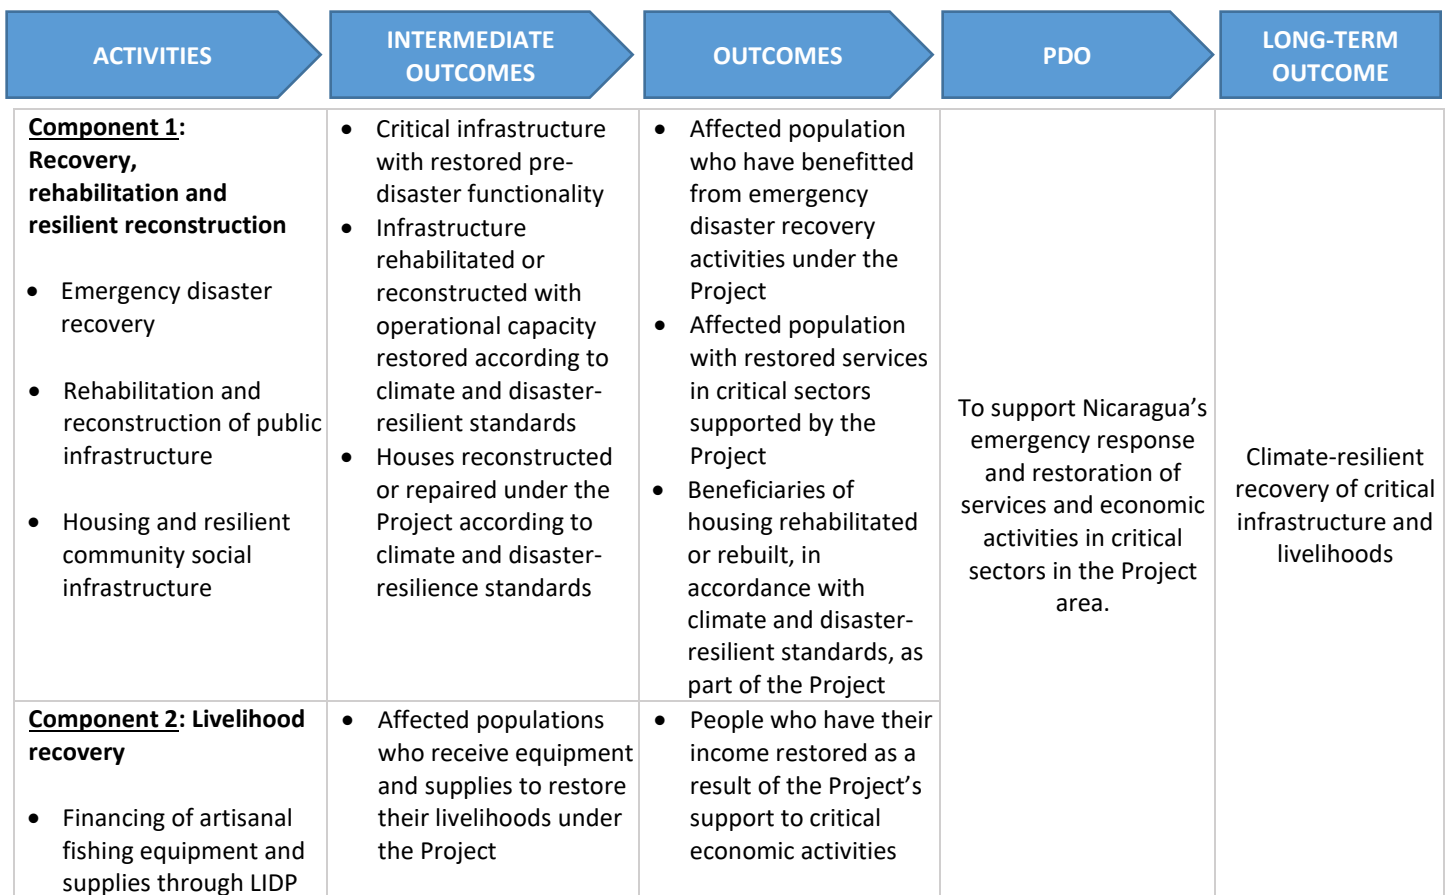 ACTIVITIES
INTERMEDIATE
OUTCOMES
OUTCOMES
PDO
LONG-TERM
OUTCOME
Component 1:
Recovery,
rehabilitation and
resilient reconstruction
• Emergency disaster
recovery
• Rehabilitation and
reconstruction of public
infrastructure
• Housing and resilient
community social
infrastructure
• Critical infrastructure
with restored pre-
disaster functionality
• Infrastructure
rehabilitated or
reconstructed with
operational capacity
restored according to
climate and disaster-
resilient standards
• Houses reconstructed
or repaired under the
Project according to
climate and disaster-
resilience standards
• Affected population
who have benefitted
from emergency
disaster recovery
activities under the
Project
• Affected population
with restored services
in critical sectors
supported by the
Project
• Beneficiaries of
housing rehabilitated
or rebuilt, in
accordance with
climate and disaster-
resilient standards, as
part of the Project
To support Nicaragua’s
emergency response
and restoration of
services and economic
activities in critical
sectors in the Project
area.
Climate-resilient
recovery of critical
infrastructure and
livelihoods
Component 2: Livelihood
recovery
• Financing of artisanal
fishing equipment and
supplies through LIDP
• Affected populations
who receive equipment
and supplies to restore
their livelihoods under
the Project
• People who have their
income restored as a
result of the Project’s
support to critical
economic activities